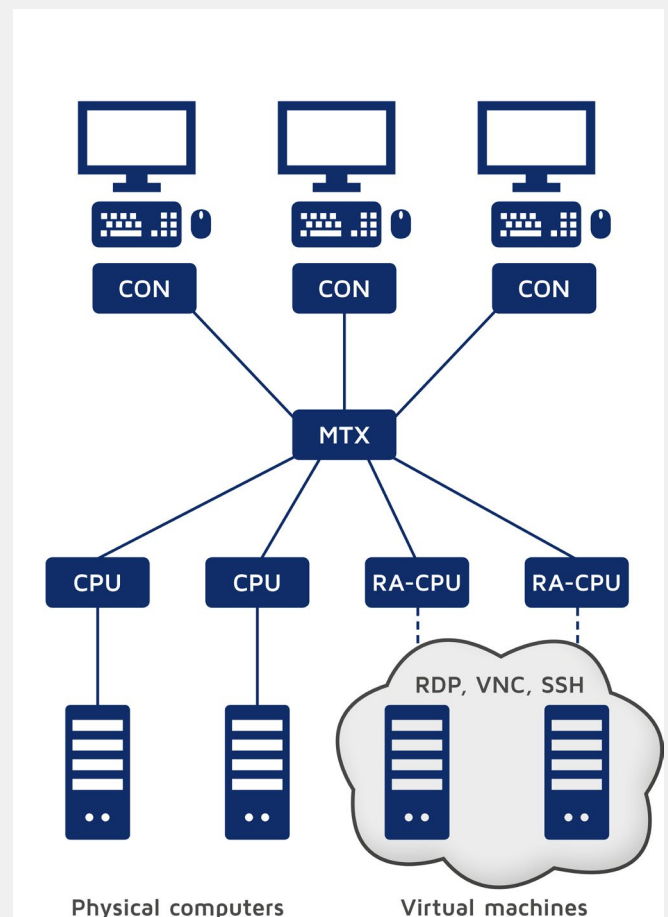 CON CON CON
MTX
CPU CPU RA-CPU RA-CPU
RDP, VNC, SSH
Physical computers Virtual machines